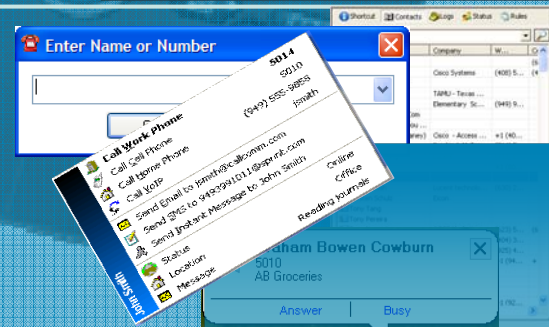 Shortcut Contacts Logs Status Rules
Enter Name or Number
Company W...
Cisco Systems (408) 5...
TAMU - Texas ...
Elementary Sc... (949) 9...
Cisco - Access ... +1 (40...
Call Work Phone 5014
Call Cell Phone 5010
Call Home Phone (949) 555-9855
Call VoIP jsmith
Send Email to jsmith@callcomm.com
Send SMS to 9493991011@sprint.com
Send Instant Message to John Smith
Status Online
Location Office
Message Reading Journals
John Smith
Bowen Cowburn
5010
AB Groceries
Answer Busy